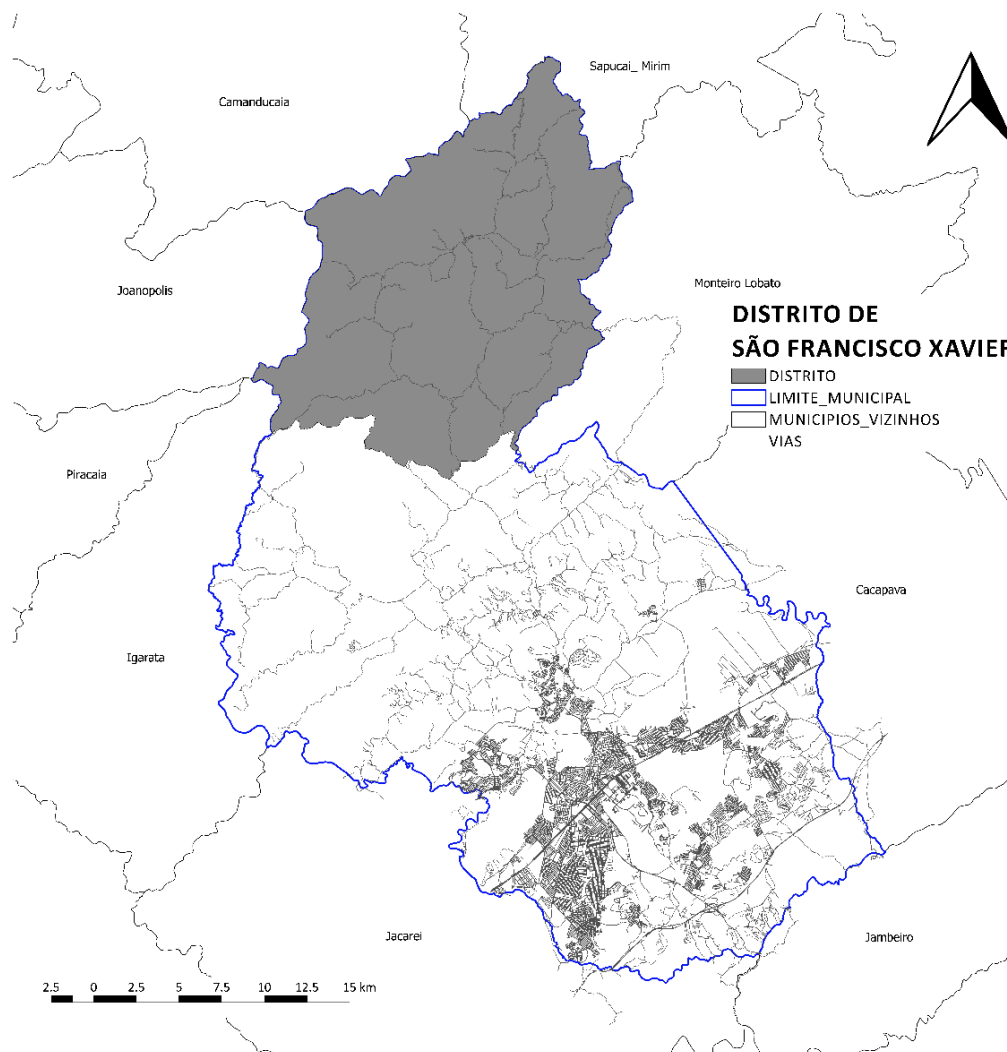 Sapucai_ Mirim
Camanducaia
Joanopolis
Monteiro Lobato
DISTRITO DE
SÃO FRANCISCO XAVIER
DISTRITO
LIMITE_MUNICIPAL
MUNICIPIOS_VIZINHOS
VIAS
Piracaia
Cacapava
Igarata
Jacarei
Jambeiro
2.5 0 2.5 5 7.5 10 12.5 15 km